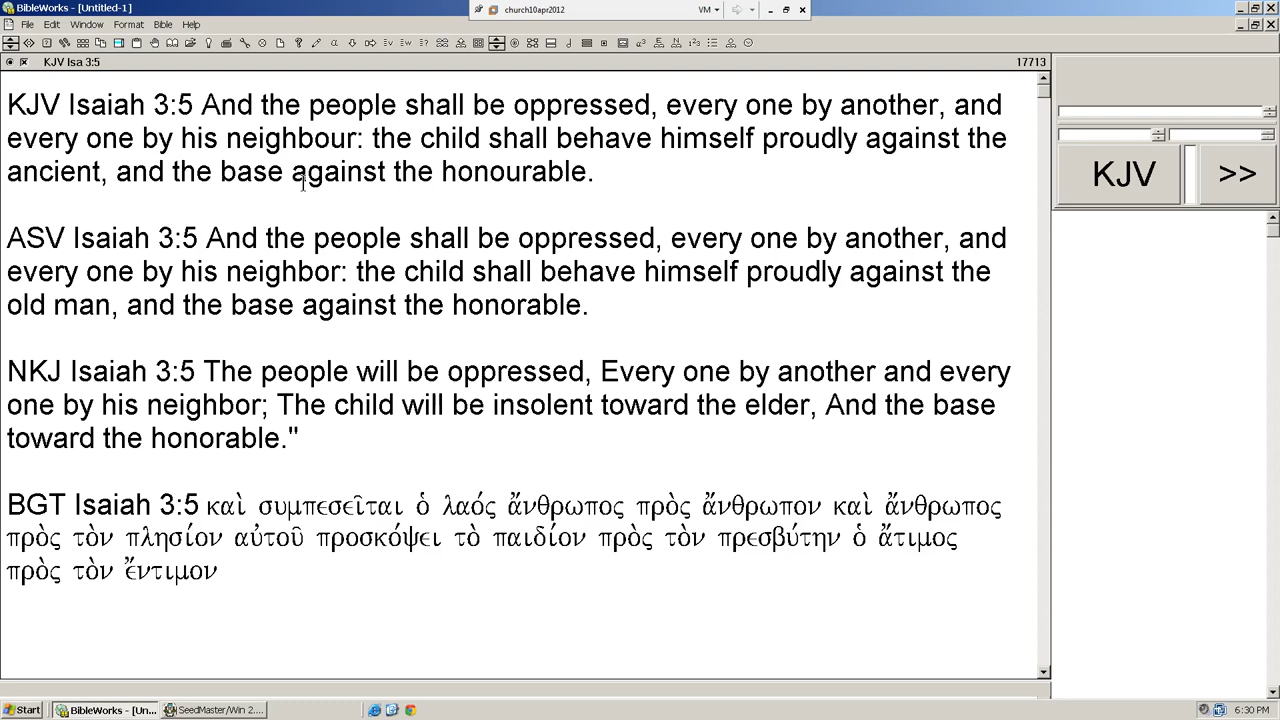 BibleWorks - [Untitled-1]
church10apr2012
VM
File Edit Window Format Bible Help
KJV Isa 3:5
17713
KJV Isaiah 3:5 And the people shall be oppressed, every one by another, and
every one by his neighbour: the child shall behave himself proudly against the
ancient, and the base against the honourable.
ASV Isaiah 3:5 And the people shall be oppressed, every one by another, and
every one by his neighbor: the child shall behave himself proudly against the
old man, and the base against the honorable.
NKJ Isaiah 3:5 The people will be oppressed, Every one by another and every
one by his neighbor; The child will be insolent toward the elder, And the base
toward the honorable."
BGT Isaiah 3:5 καὶ συμπεσεῖται ὁ λαός ἄνθρωπος πρὸς ἄνθρωπον καὶ ἄνθρωπος
πρὸς τὸν πλησίον αὐτοῦ προσκόψει τὸ παιδίον πρὸς τὸν πρεσβύτην ὁ ἄτιμος
πρὸς τὸν ἔντιμον
KJV
>>
Start
BibleWorks - [Un...
SeedMaster/Win 2....
6:30 PM